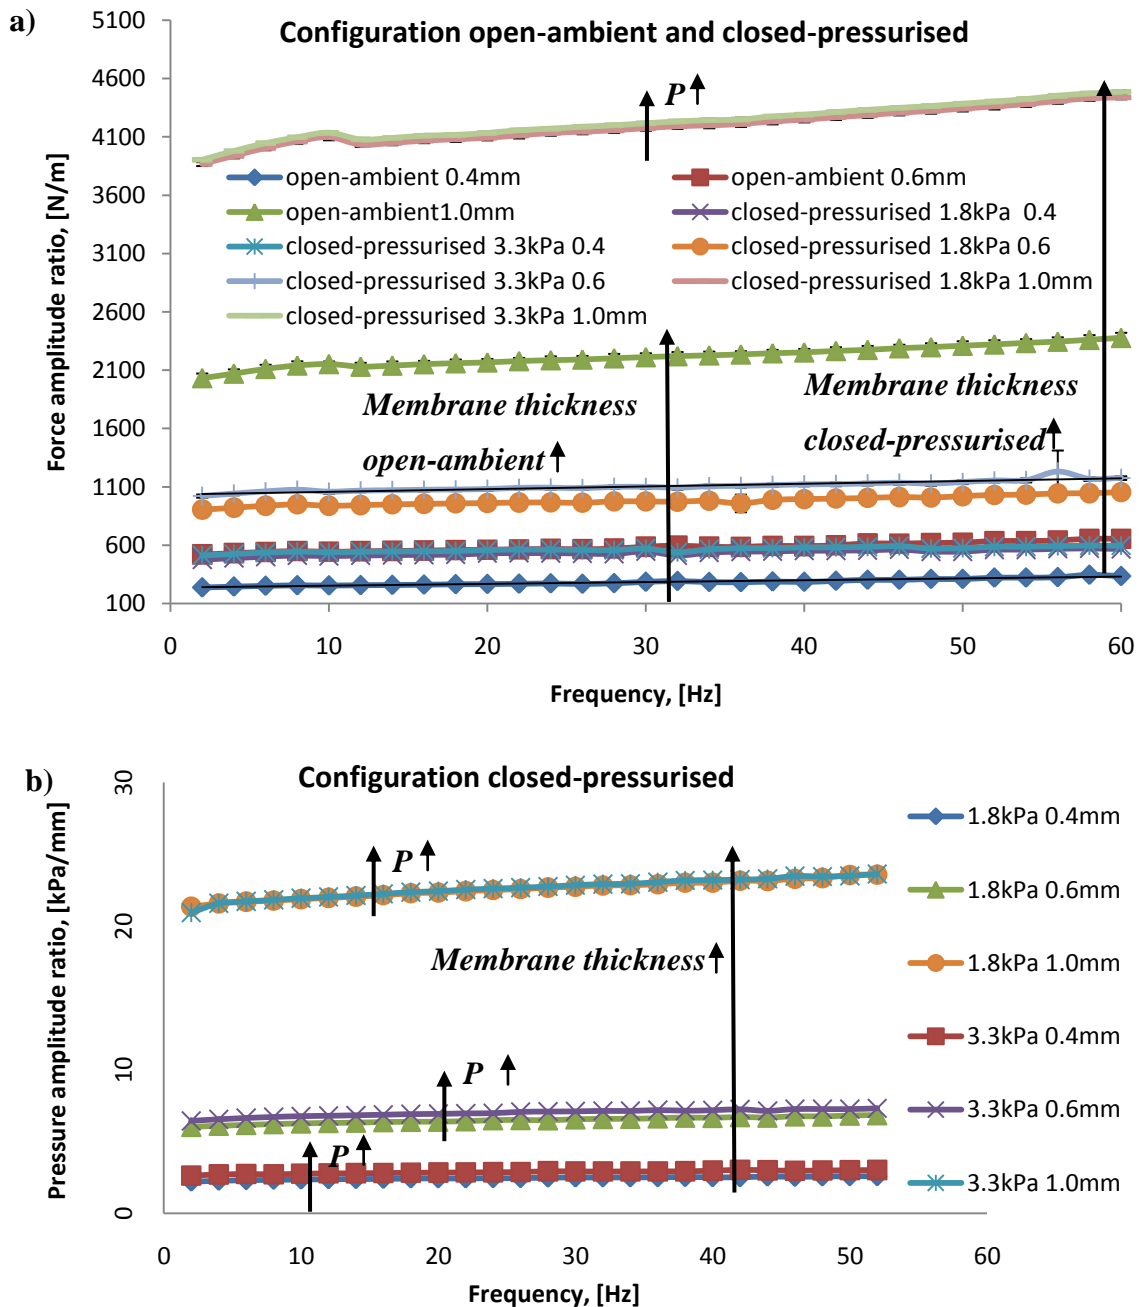 a)
Configuration open-ambient and closed-pressurised
Force amplitude ratio, [N/m]
5100
4600
4100
3600
3100
2600
2100
1600
1100
600
100
P
open-ambient 0.4mm
open-ambient 0.6mm
open-ambient1.0mm
closed-pressurised 1.8kPa 0.4
closed-pressurised 3.3kPa 0.4
closed-pressurised 1.8kPa 0.6
closed-pressurised 3.3kPa 0.6
closed-pressurised 1.8kPa 1.0mm
closed-pressurised 3.3kPa 1.0mm
Membrane thickness
open-ambient
Membrane thickness
closed-pressurised
0 10 20 30 40 50 60
Frequency, [Hz]
b)
Configuration closed-pressurised
Pressure amplitude ratio, [kPa/mm]
30
20
10
0
P
Membrane thickness
P
P
1.8kPa 0.4mm
1.8kPa 0.6mm
1.8kPa 1.0mm
3.3kPa 0.4mm
3.3kPa 0.6mm
3.3kPa 1.0mm
0 10 20 30 40 50 60
Frequency, [Hz]